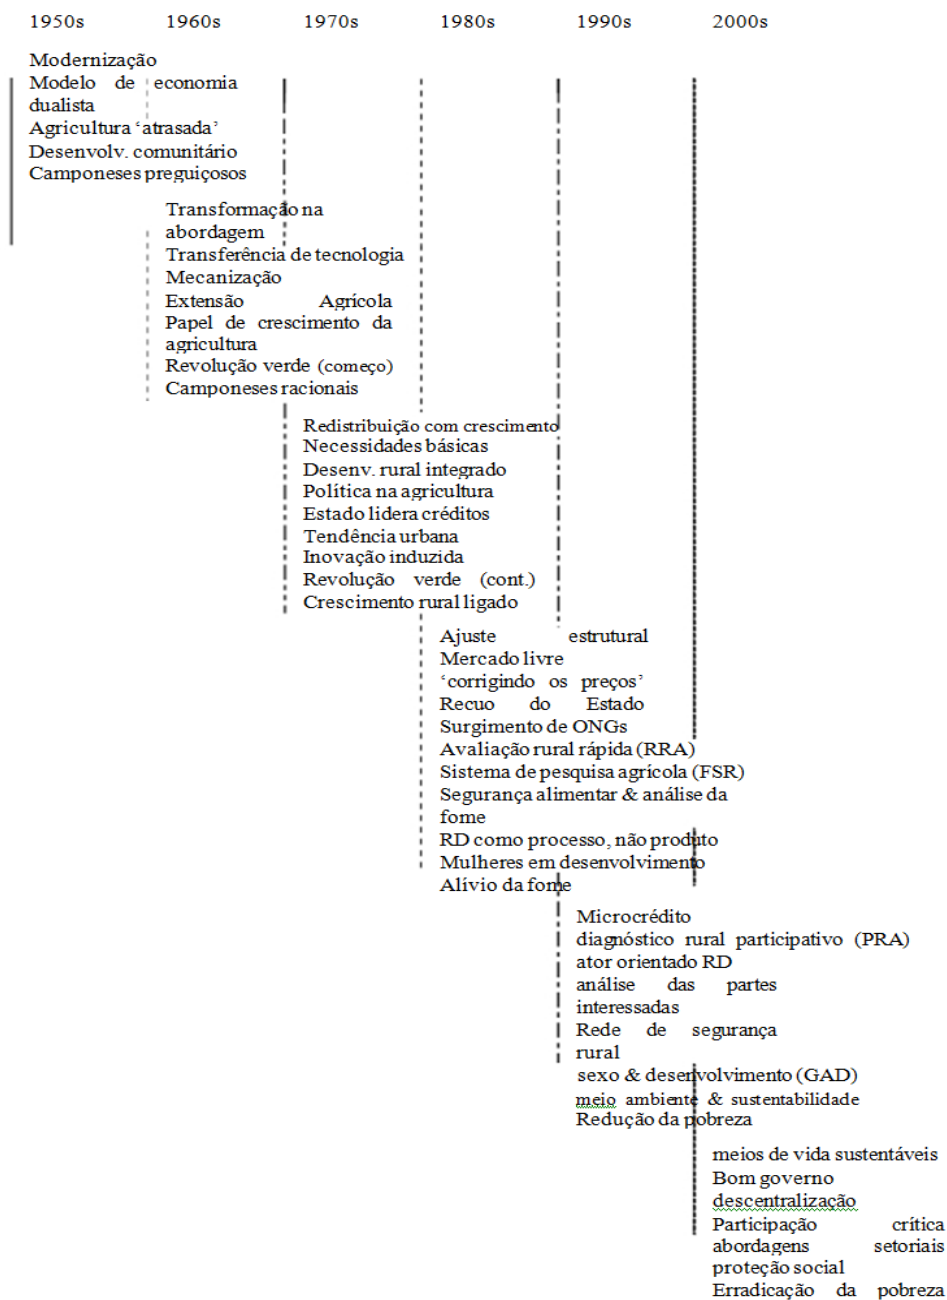 1950s 1960s 1970s 1980s 1990s 2000s
Modernização
Modelo de economia
dualista
Agricultura ‘atrasada’
Desenvolv. comunitário
Camponeses preguiçosos
Transformação na
abordagem
Transferência de tecnologia
Mecanização
Extensão Agrícola
Papel de crescimento da
agricultura
Revolução verde (começo)
Camponeses racionais
Redistribuição com crescimento
Necessidades básicas
Desenv. rural integrado
Política na agricultura
Estado lidera créditos
Tendência urbana
Inovação induzida
Revolução verde (cont.)
Crescimento rural ligado
Ajuste estrutural
Mercado livre
‘corrigindo os preços’
Recuo do Estado
Surgimento de ONGs
Avaliação rural rápida (RRA)
Sistema de pesquisa agrícola (FSR)
Segurança alimentar & análise da
fome
RD como processo, não produto
Mulheres em desenvolvimento
Alívio da fome
Microcrédito
diagnóstico rural participativo (PRA)
ator orientado RD
análise das partes
interessadas
Rede de segurança
rural
sexo & desenvolvimento (GAD)
meio ambiente & sustentabilidade
Redução da pobreza
meios de vida sustentáveis
Bom governo
descentralização
Participação crítica
abordagens setoriais
proteção social
Erradicação da pobreza